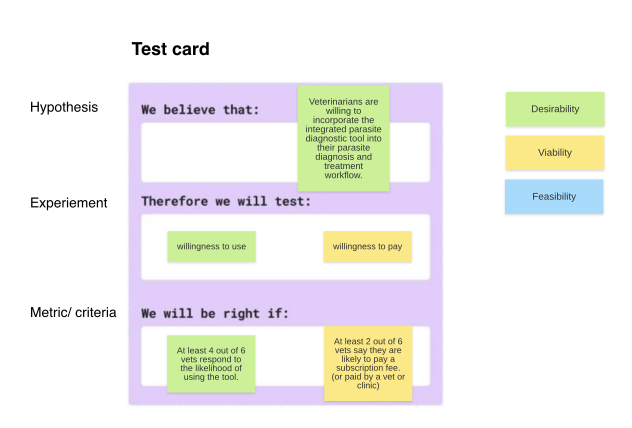 Test card
Hypothesis
We believe that:
Veterinarians are
willing to
incorporate the
integrated parasite
diagnostic tool into
their parasite
diagnosis and
treatment
workflow.
Desirability
Viability
Feasibility
Experiement
Therefore we will test:
willingness to use
willingness to pay
Metric/ criteria
We will be right if:
At least 4 out of 6
vets respond to
the likelihood of
using the tool.
At least 2 out of 6
vets say they are
likely to pay a
subscription fee.
(or paid by a vet or
clinic)